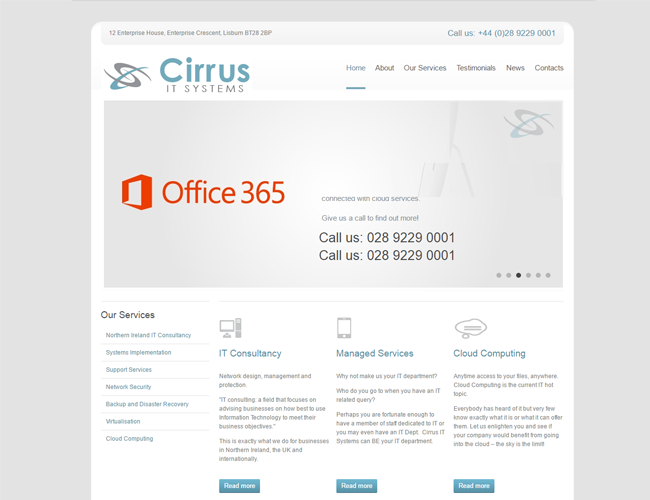 12 Enterprise House, Enterprise Crescent, Lisburn BT28 2BP
Call us: +44 (0)28 9229 0001
Cirrus
IT SYSTEMS
Home About Our Services Testimonials News Contacts
Office 365
connected with cloud services.
Give us a call to find out more!
Call us: 028 9229 0001
Call us: 028 9229 0001
Our Services
Northern Ireland IT Consultancy
Systems Implementation
Support Services
Network Security
Backup and Disaster Recovery
Virtualisation
Cloud Computing
IT Consultancy
Network design, management and
protection.
"IT consulting: a field that focuses on
advising businesses on how best to use
Information Technology to meet their
business objectives."
This is exactly what we do for businesses
in Northern Ireland, the UK and
internationally.
Read more
Managed Services
Why not make us your IT department?
Who do you go to when you have an IT
related query?
Perhaps you are fortunate enough to
have a member of staff dedicated to IT or
you may even have an IT Dept. Cirrus IT
Systems can BE your IT department.
Read more
Cloud Computing
Anytime access to your files, anywhere.
Cloud Computing is the current IT hot
topic.
Everybody has heard of it but very few
know exactly what it is or what it can offer
them. Let us enlighten you and see if
your company would benefit from going
into the cloud – the sky is the limit!
Read more